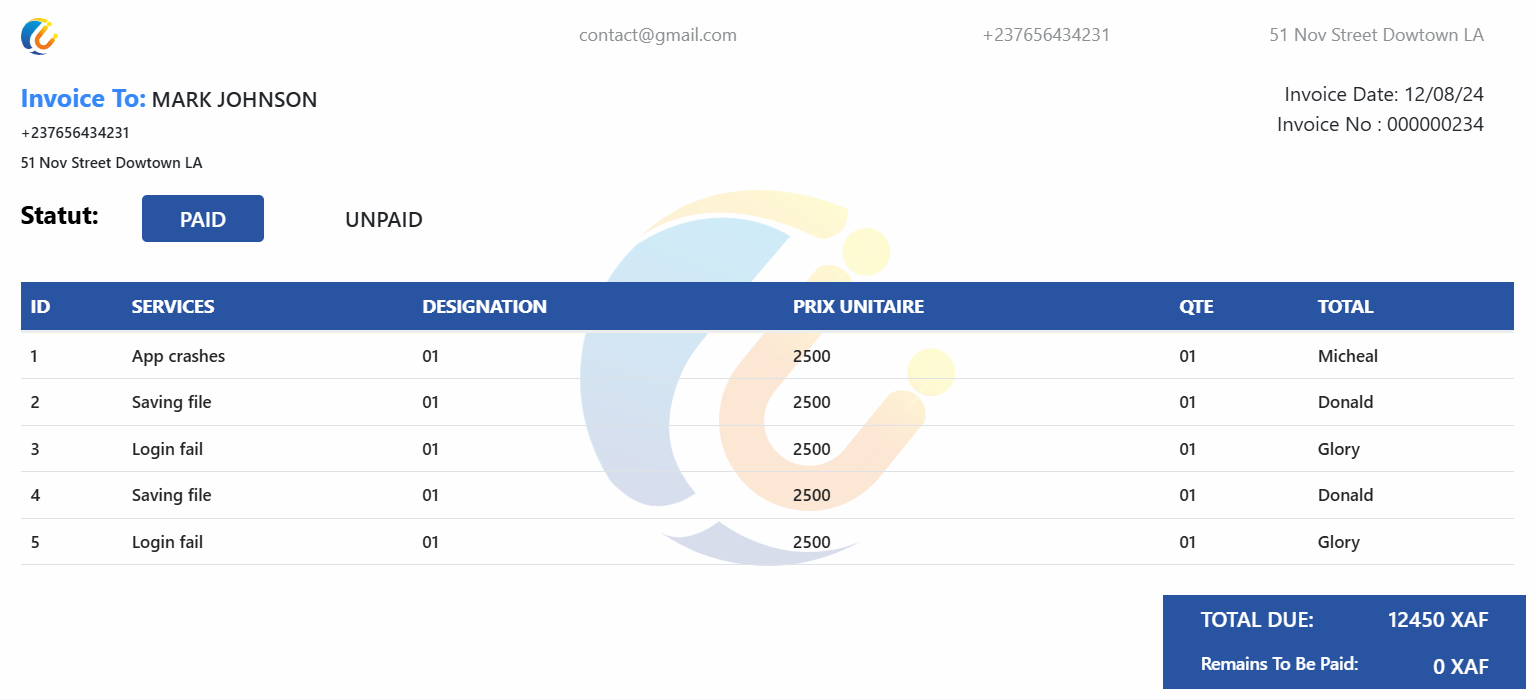 contact@gmail.com +237656434231 51 Nov Street Dowtown LA
Invoice To: MARK JOHNSON
Invoice Date: 12/08/24
+237656434231
Invoice No : 000000234
51 Nov Street Dowtown LA
Statut: PAID UNPAID
ID SERVICES DESIGNATION PRIX UNITAIRE QTE TOTAL
1 App crashes 01 2500 01 Micheal
2 Saving file 01 2500 01 Donald
3 Login fail 01 2500 01 Glory
4 Saving file 01 2500 01 Donald
5 Login fail 01 2500 01 Glory
TOTAL DUE: 12450 XAF
Remains To Be Paid: 0 XAF